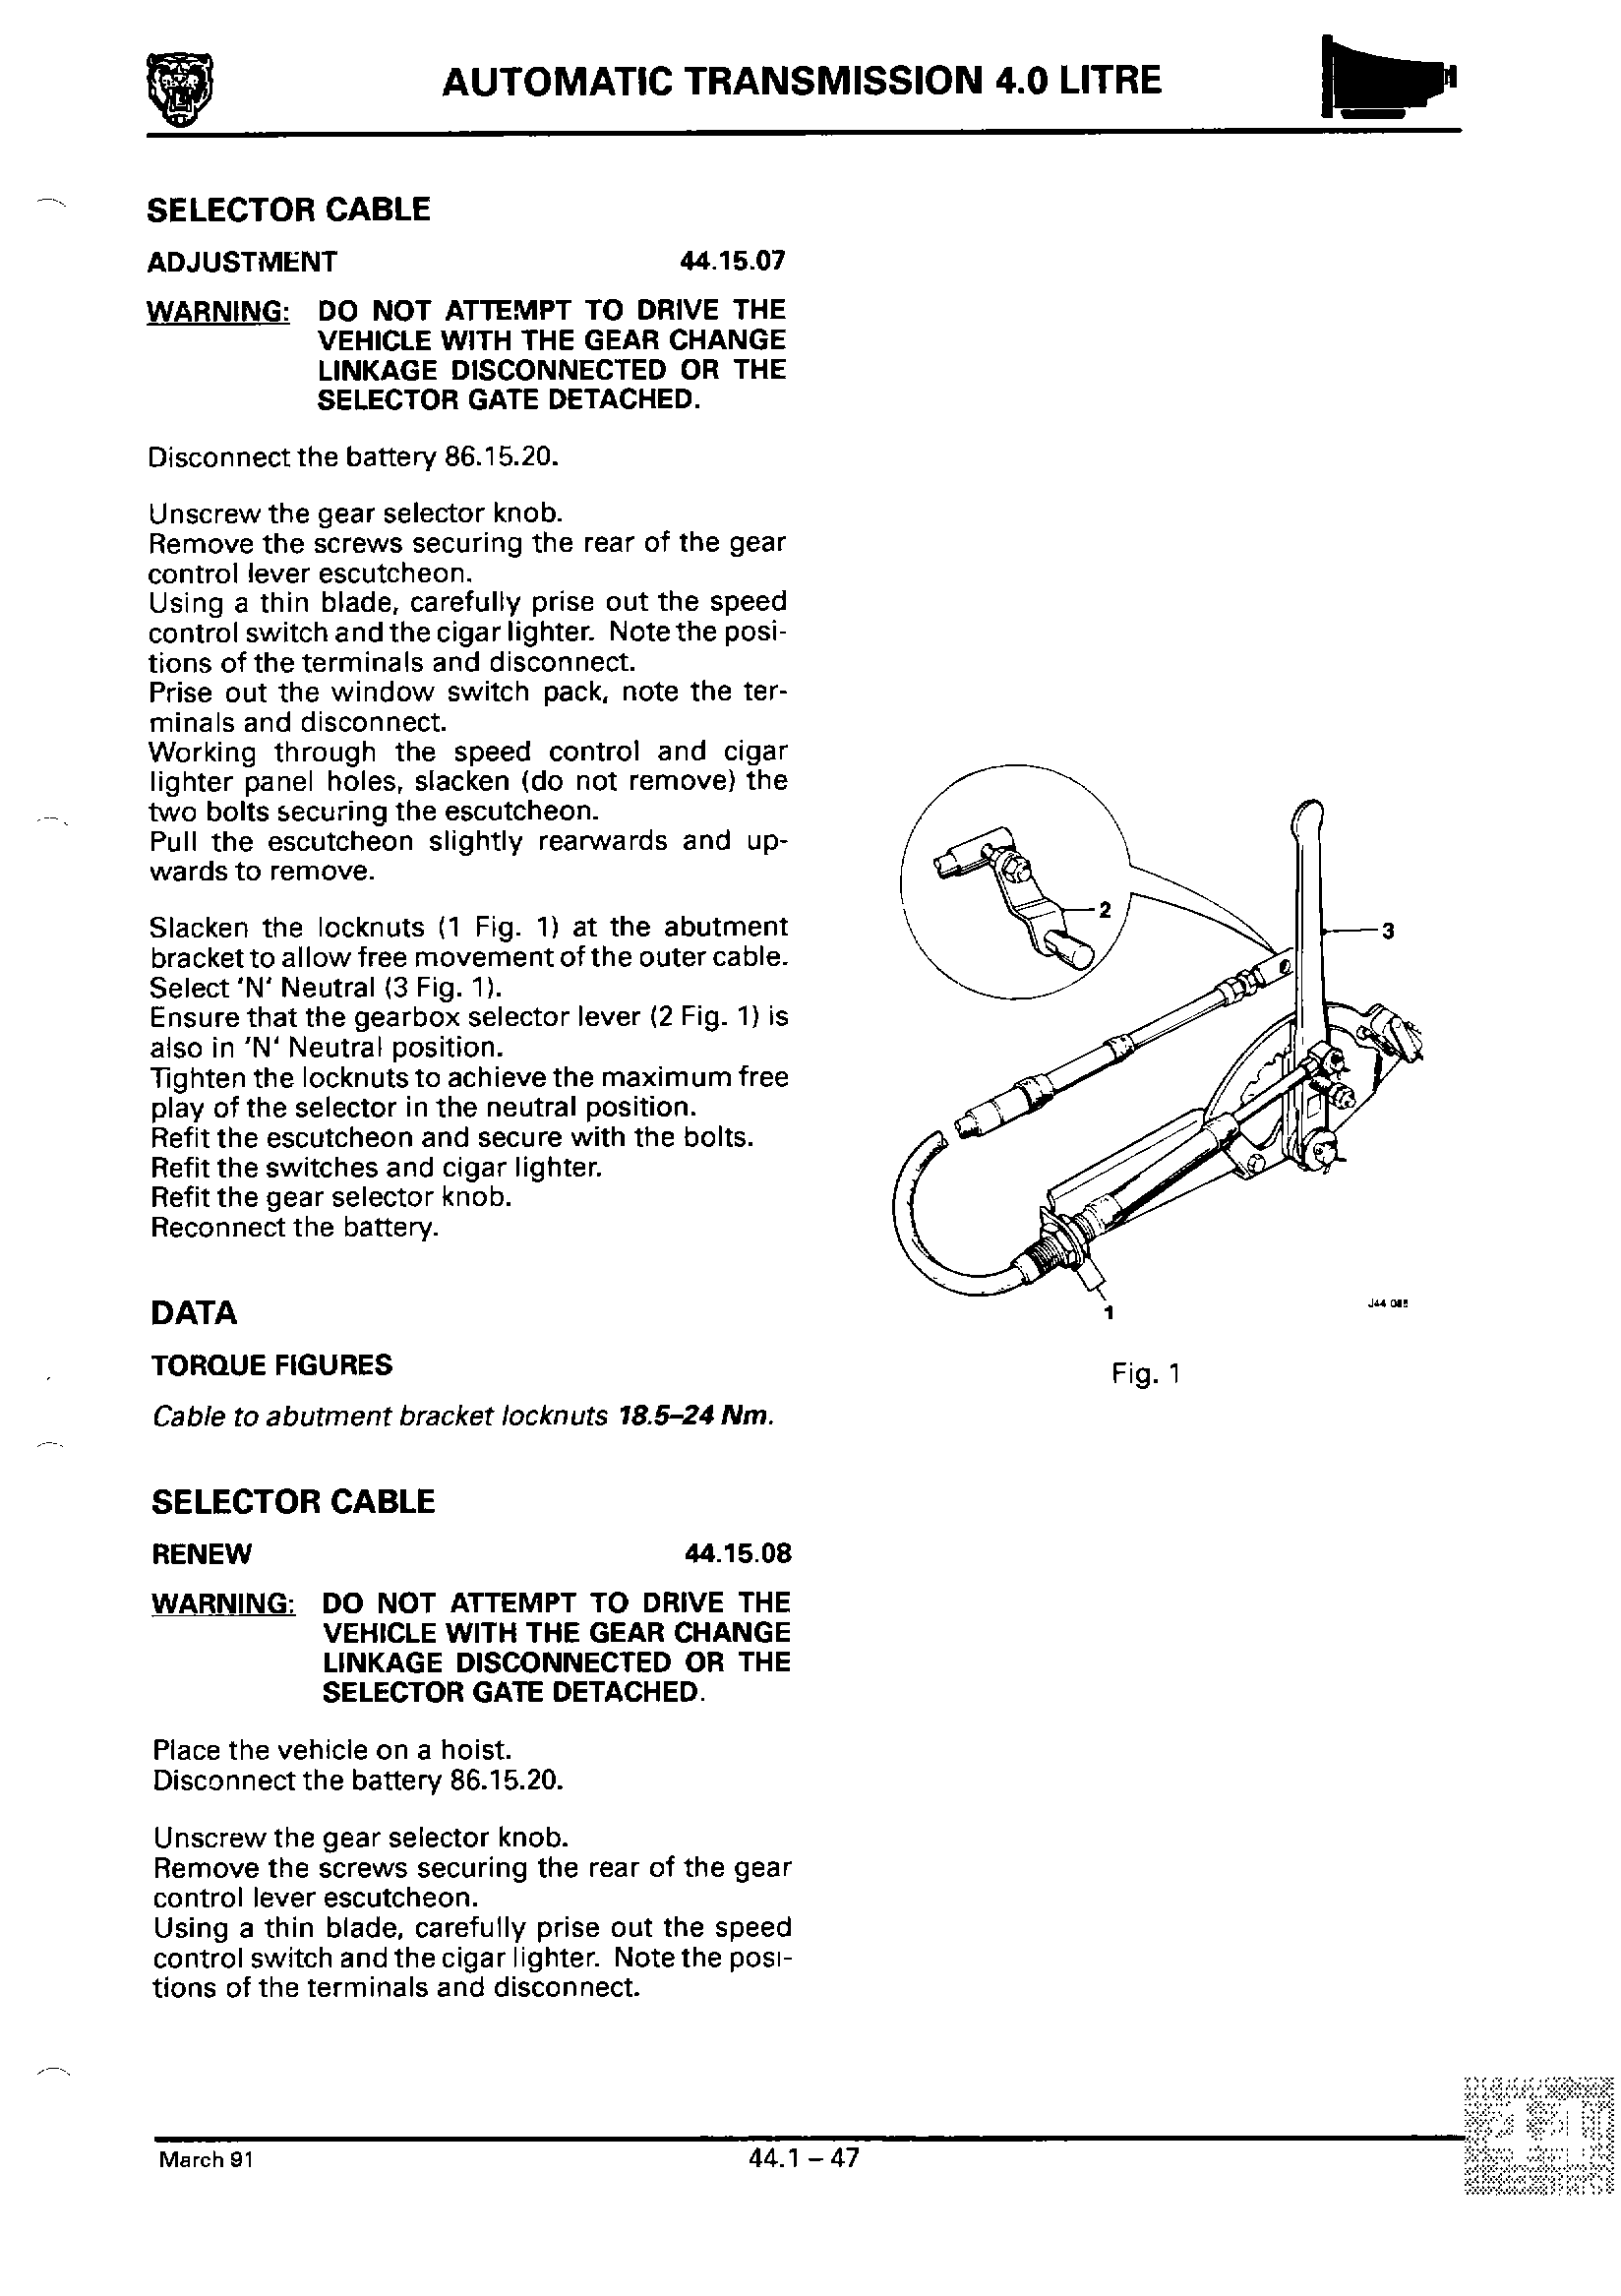 AUTOMATIC TRANSMISSION 4.0 LITRE
SELECTOR CABLE
ADJUSTMENT 44.15.07
WARNING: DO NOT ATTEMPT TO DRIVE THE
VEHICLE WITH THE GEAR CHANGE
LINKAGE DISCONNECTED OR THE
SELECTOR GATE DETACHED.
Disconnect the battery 86.15.20.
Unscrew the gear selector knob.
Remove the screws securing the rear of the gear
control lever escutcheon.
Using a thin blade, carefully prise out the speed
control switch and the cigar lighter. Note the posi-
tions of the terminals and disconnect.
Prise out the window switch pack, note the ter-
minals and disconnect.
Working through the speed control and cigar
lighter panel holes, slacken (do not remove) the
two bolts securing the escutcheon.
Pull the escutcheon slightly rearwards and up-
wards to remove.
Slacken the locknuts (1 Fig. 1) at the abutment
bracket to allow free movement of the outer cable.
Select 'N' Neutral (3 Fig. 1).
Ensure that the gearbox selector lever (2 Fig. 1) is
also in 'N' Neutral position.
Tighten the locknuts to achieve the maximum free
play of the selector in the neutral position.
Refit the escutcheon and secure with the bolts.
Refit the switches and cigar lighter.
Refit the gear selector knob.
Reconnect the battery.
DATA
TORQUE FIGURES
Cable to abutment bracket locknuts 18.5–24 Nm.
SELECTOR CABLE
RENEW 44.15.08
WARNING: DO NOT ATTEMPT TO DRIVE THE
VEHICLE WITH THE GEAR CHANGE
LINKAGE DISCONNECTED OR THE
SELECTOR GATE DETACHED.
Place the vehicle on a hoist.
Disconnect the battery 86.15.20.
Unscrew the gear selector knob.
Remove the screws securing the rear of the gear
control lever escutcheon.
Using a thin blade, carefully prise out the speed
control switch and the cigar lighter. Note the posi-
tions of the terminals and disconnect.
2
3
1
J44
Fig. 1
March 91
44.1 – 47
44